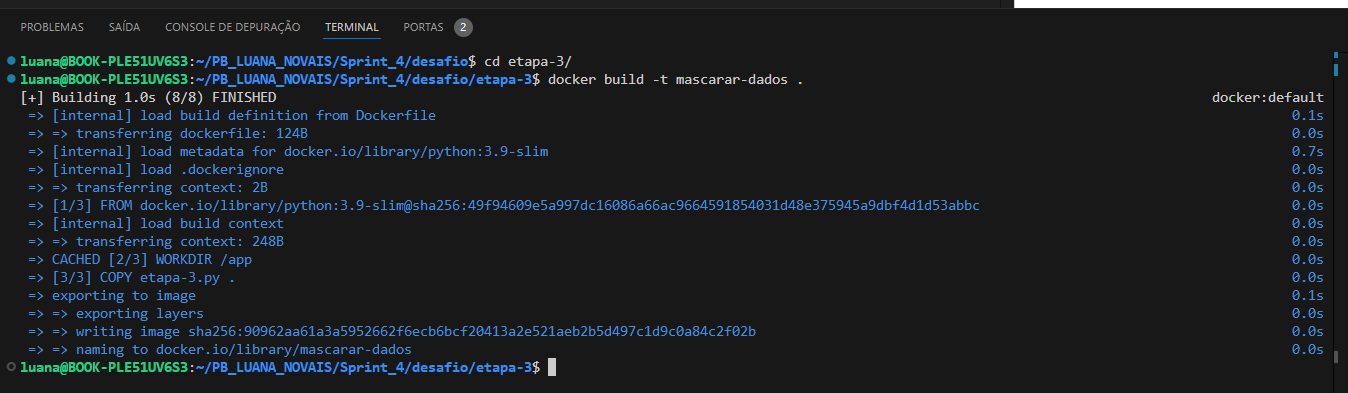 PROBLEMAS SAÍDA CONSOLE DE DEPURAÇÃO TERMINAL PORTAS 2
luana@BOOK-PLE51UV6S3:~/PB_LUANA_NOVAIS/Sprint_4/desafio$ cd etapa-3/
luana@BOOK-PLE51UV6S3:~/PB_LUANA_NOVAIS/Sprint_4/desafio/etapa-3$ docker build -t mascarar-dados .
[+] Building 1.0s (8/8) FINISHED docker:default
=> [internal] load build definition from Dockerfile 0.1s
=> => transferring dockerfile: 124B 0.0s
=> [internal] load metadata for docker.io/library/python:3.9-slim 0.7s
=> [internal] load .dockerignore 0.0s
=> => transferring context: 2B 0.0s
=> [1/3] FROM docker.io/library/python:3.9-slim@sha256:49f94609e5a997dc16086a66ac9664591854031d48e375945a9dbf4d1d53abbc 0.0s
=> [internal] load build context 0.0s
=> => transferring context: 248B 0.0s
=> CACHED [2/3] WORKDIR /app 0.0s
=> [3/3] COPY etapa-3.py . 0.0s
=> exporting to image 0.1s
=> => exporting layers 0.0s
=> => writing image sha256:90962aa61a3a5952662f6ecb6bcf20413a2e521aeb2b5d497c1d9c0a84c2f02b 0.0s
=> => naming to docker.io/library/mascarar-dados 0.0s
luana@BOOK-PLE51UV6S3:~/PB_LUANA_NOVAIS/Sprint_4/desafio/etapa-3$